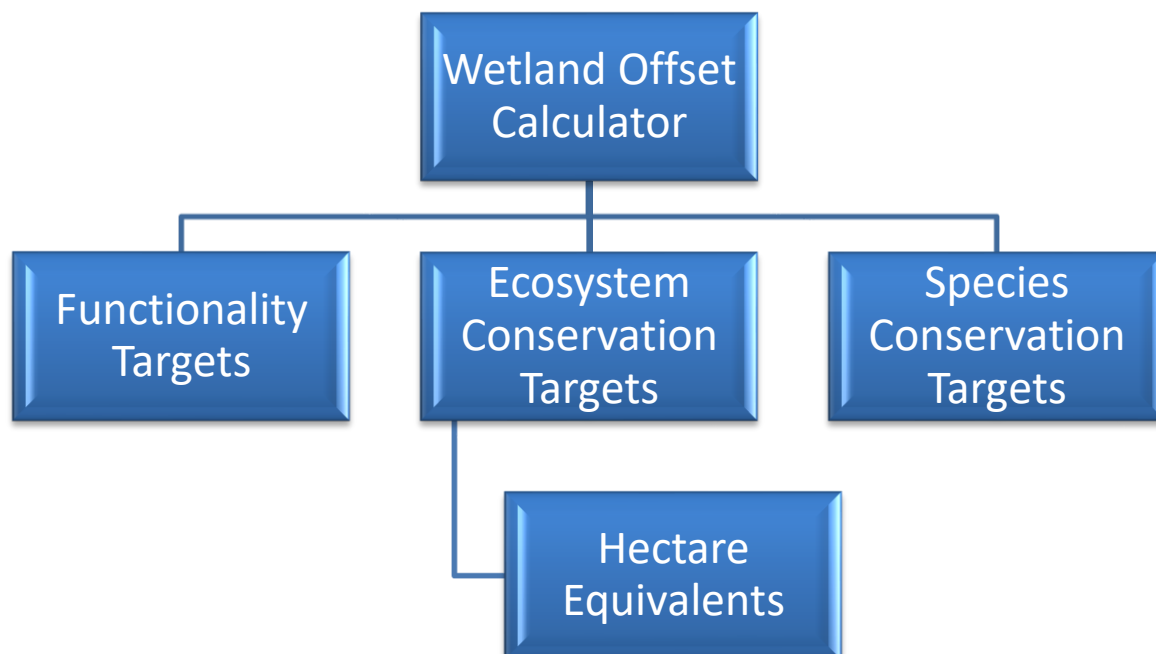 Wetland Offset
Calculator
Functionality
Targets
Ecosystem
Conservation
Targets
Species
Conservation
Targets
Hectare
Equivalents